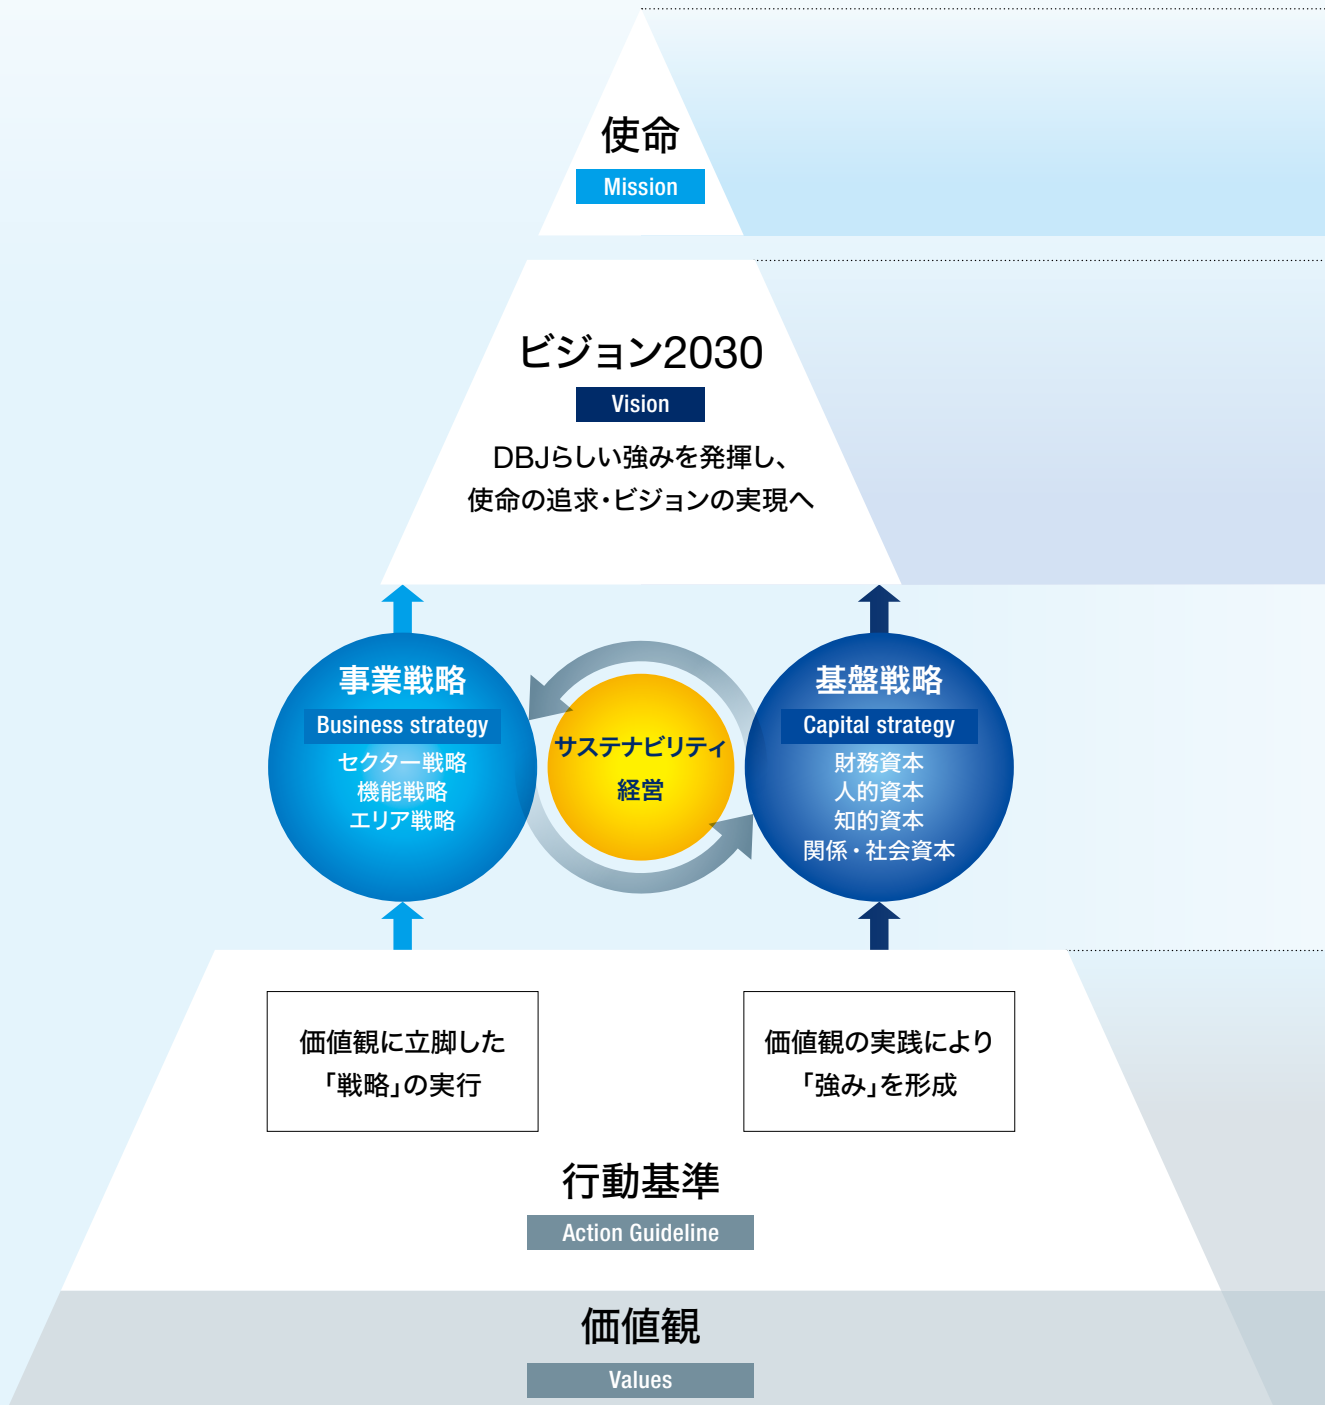 使命
Mission
ビジョン2030
Vision
DBJらしい強みを発揮し、
使命の追求・ビジョンの実現へ
事業戦略
Business strategy
セクター戦略
機能戦略
エリア戦略
サステナビリティ
経営
基盤戦略
Capital strategy
財務資本
人的資本
知的資本
関係・社会資本
価値観に立脚した
「戦略」の実行
価値観の実践により
「強み」を形成
行動基準
Action Guideline
価値観
Values